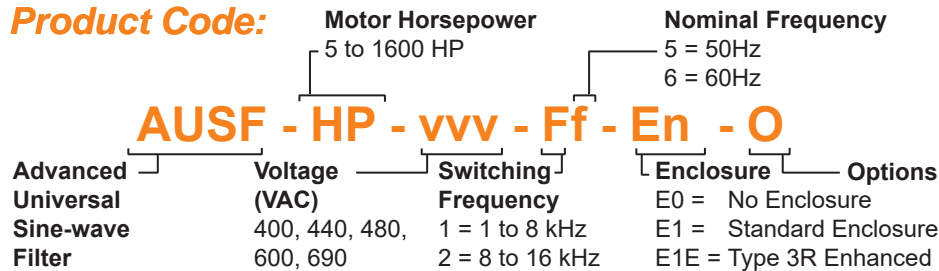 Product Code:
Motor Horsepower
5 to 1600 HP
Nominal Frequency
5 = 50Hz
6 = 60Hz
AUSF - HP - vvv - Ff - En - O
Advanced
Universal
Sine-wave
Filter
Voltage
(VAC)
400, 440, 480,
600, 690
Switching
Frequency
1 = 1 to 8 kHz
2 = 8 to 16 kHz
Enclosure
E0 = No Enclosure
E1 = Standard Enclosure
E1E = Type 3R Enhanced
Options